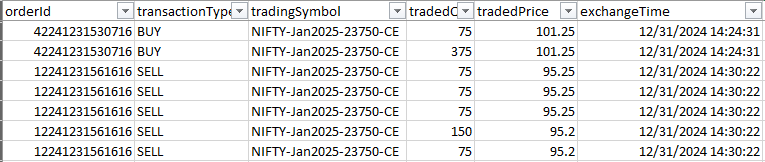 orderId transactionType tradingSymbol tradedQ tradedPrice exchangeTime
42241231530716 BUY NIFTY-Jan2025-23750-CE 75 101.25 12/31/2024 14:24:31
42241231530716 BUY NIFTY-Jan2025-23750-CE 375 101.25 12/31/2024 14:24:31
12241231561616 SELL NIFTY-Jan2025-23750-CE 75 95.25 12/31/2024 14:30:22
12241231561616 SELL NIFTY-Jan2025-23750-CE 75 95.25 12/31/2024 14:30:22
12241231561616 SELL NIFTY-Jan2025-23750-CE 75 95.25 12/31/2024 14:30:22
12241231561616 SELL NIFTY-Jan2025-23750-CE 150 95.2 12/31/2024 14:30:22
12241231561616 SELL NIFTY-Jan2025-23750-CE 75 95.2 12/31/2024 14:30:22